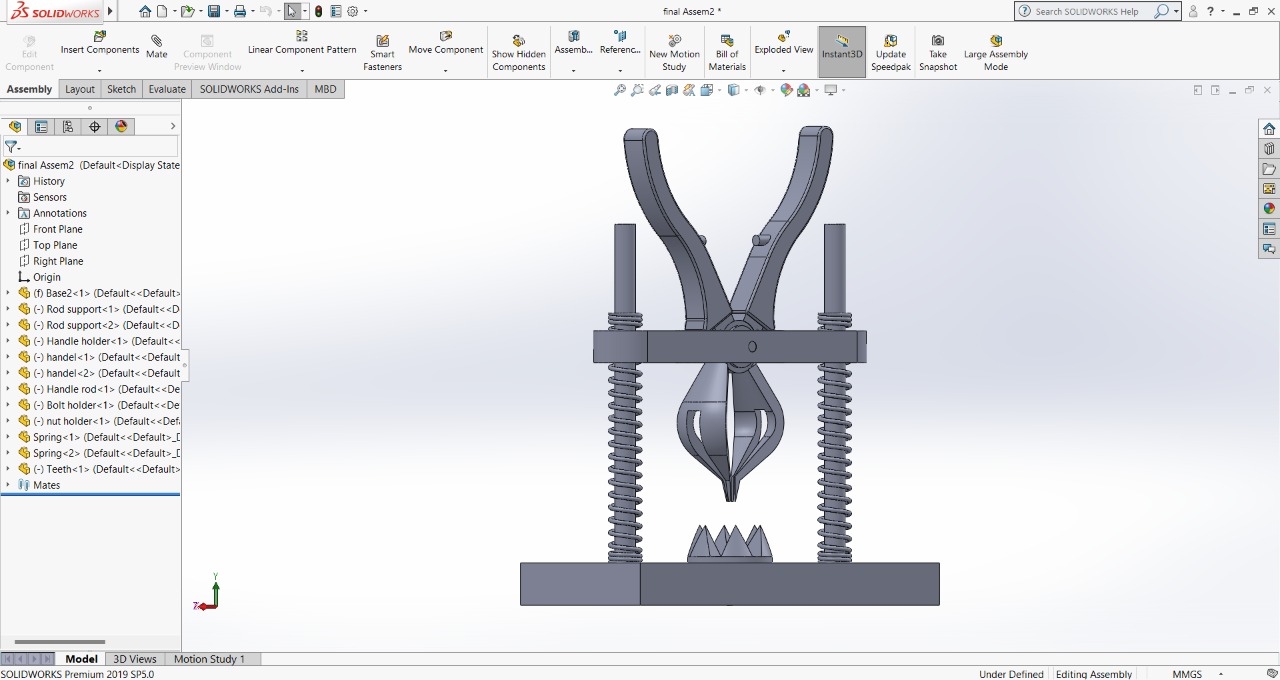 SOLIDWORKS
final Assem2 *
Search SOLIDWORKS Help
?
Edit Component
Insert Components
Mate
Component Preview Window
Linear Component Pattern
Smart Fasteners
Move Component
Show Hidden Components
Assemb...
Referenc...
New Motion Study
Bill of Materials
Exploded View
Instant3D
Update Speedpak
Take Snapshot
Large Assembly Mode
Assembly
Layout
Sketch
Evaluate
SOLIDWORKS Add-Ins
MBD
final Assem2 (Default<Display State
History
Sensors
Annotations
Front Plane
Top Plane
Right Plane
Origin
(f) Base2<1> (Default<<Default>
(-) Rod support<1> (Default<<D
(-) Rod support<2> (Default<<D
(-) Handle holder<1> (Default<<
(-) handel<1> (Default<<Default
(-) handel<2> (Default<<Default
(-) Handle rod<1> (Default<<De
(-) Bolt holder<1> (Default<<De
(-) nut holder<1> (Default<<Def
Spring<1> (Default<<Default>_D
Spring<2> (Default<<Default>_D
(-) Teeth<1> (Default<<Default>
Mates
Y
Z
Model
3D Views
Motion Study 1
SOLIDWORKS Premium 2019 SP5.0
Under Defined
Editing Assembly
MMGS